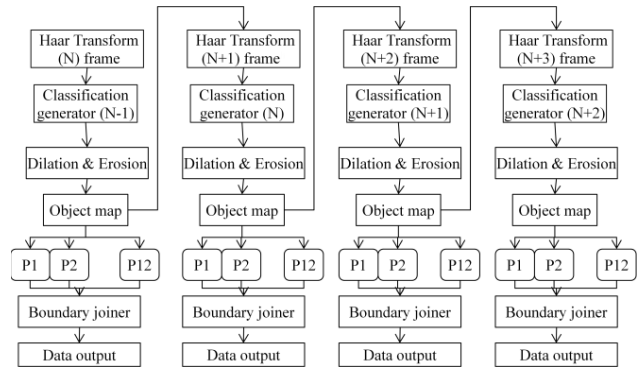 Haar Transform
(N) frame
Classification
generator (N-1)
Dilation & Erosion
Object map
P1
P2
P12
Boundary joiner
Data output
Haar Transform
(N+1) frame
Classification
generator (N)
Dilation & Erosion
Object map
P1
P2
P12
Boundary joiner
Data output
Haar Transform
(N+2) frame
Classification
generator (N+1)
Dilation & Erosion
Object map
P1
P2
P12
Boundary joiner
Data output
Haar Transform
(N+3) frame
Classification
generator (N+2)
Dilation & Erosion
Object map
P1
P2
P12
Boundary joiner
Data output